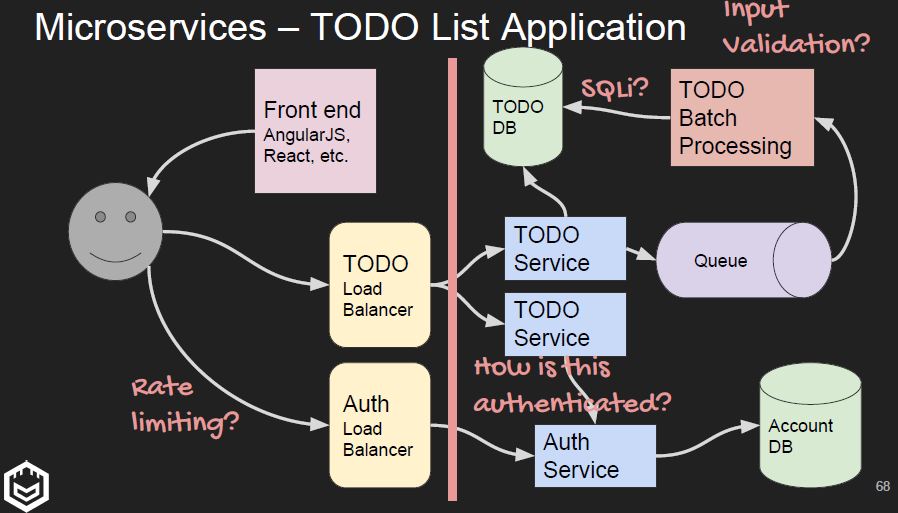 Microservices – TODO List Application
Input
Validation?
Front end
AngularJS,
React, etc.
TODO
DB
SQLi?
TODO
Batch
Processing
TODO
Load
Balancer
TODO
Service
Queue
TODO
Service
How is this
authenticated?
Rate
limiting?
Auth
Load
Balancer
Auth
Service
Account
DB
68